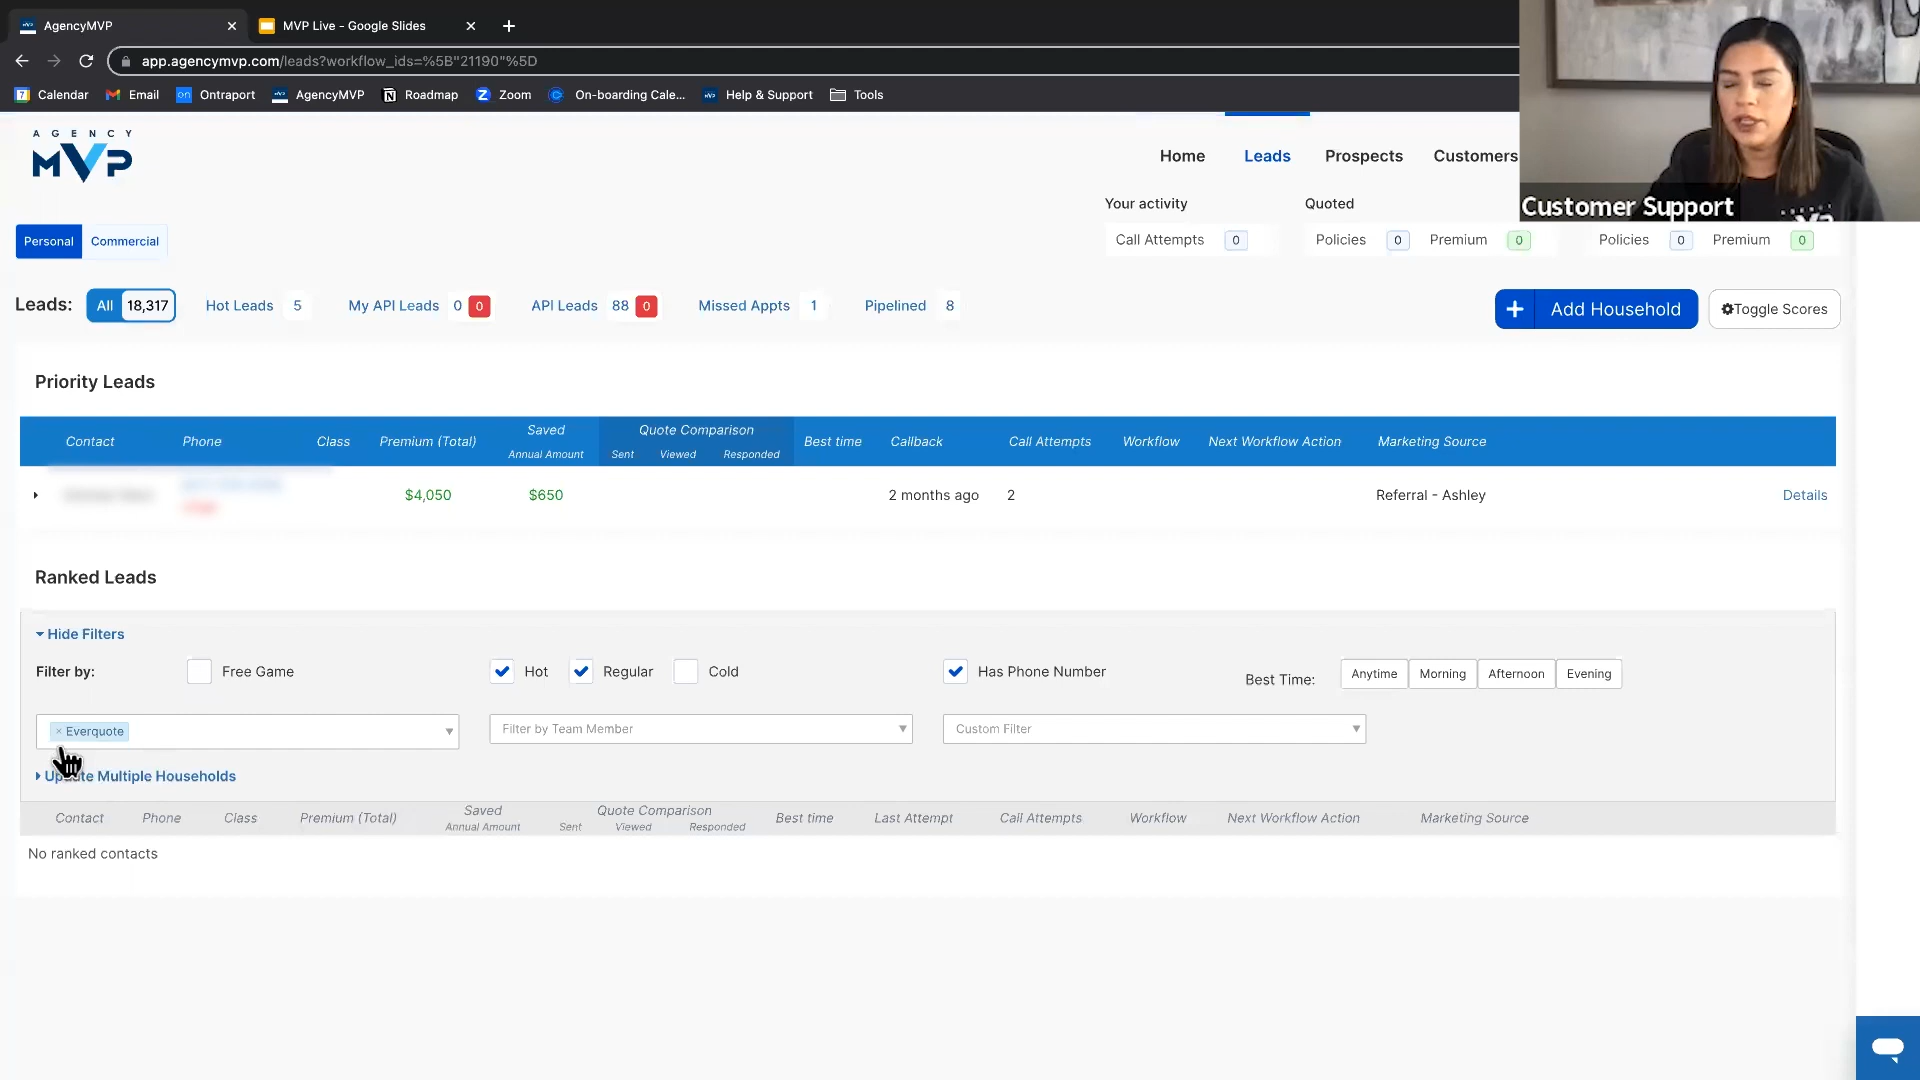 AgencyMVP
MVP Live - Google Slides
app.agencymvp.com/leads?workflow_ids=%5B"21190"%5D
7 Calendar
Email
on Ontraport
AgencyMVP
Roadmap
Zoom
On-boarding Cale...
Help & Support
Tools
AGENCY
MVP
Home Leads Prospects Customers
Customer Support
Your activity
Quoted
Personal Commercial
Call Attempts 0
Policies 0 Premium 0
Policies 0 Premium 0
Leads: All 18,317 Hot Leads 5 My API Leads 0 0 API Leads 88 0 Missed Appts 1 Pipelined 8
+ Add Household
Toggle Scores
Priority Leads
Contact Phone Class Premium (Total) Saved Annual Amount Quote Comparison Sent Viewed Responded Best time Callback Call Attempts Workflow Next Workflow Action Marketing Source
$4,050 $650 2 months ago 2 Referral - Ashley Details
Ranked Leads
Hide Filters
Filter by: Free Game Hot Regular Cold Has Phone Number Best Time: Anytime Morning Afternoon Evening
× Everquote
Filter by Team Member
Custom Filter
Update Multiple Households
Contact Phone Class Premium (Total) Saved Annual Amount Quote Comparison Sent Viewed Responded Best time Last Attempt Call Attempts Workflow Next Workflow Action Marketing Source
No ranked contacts